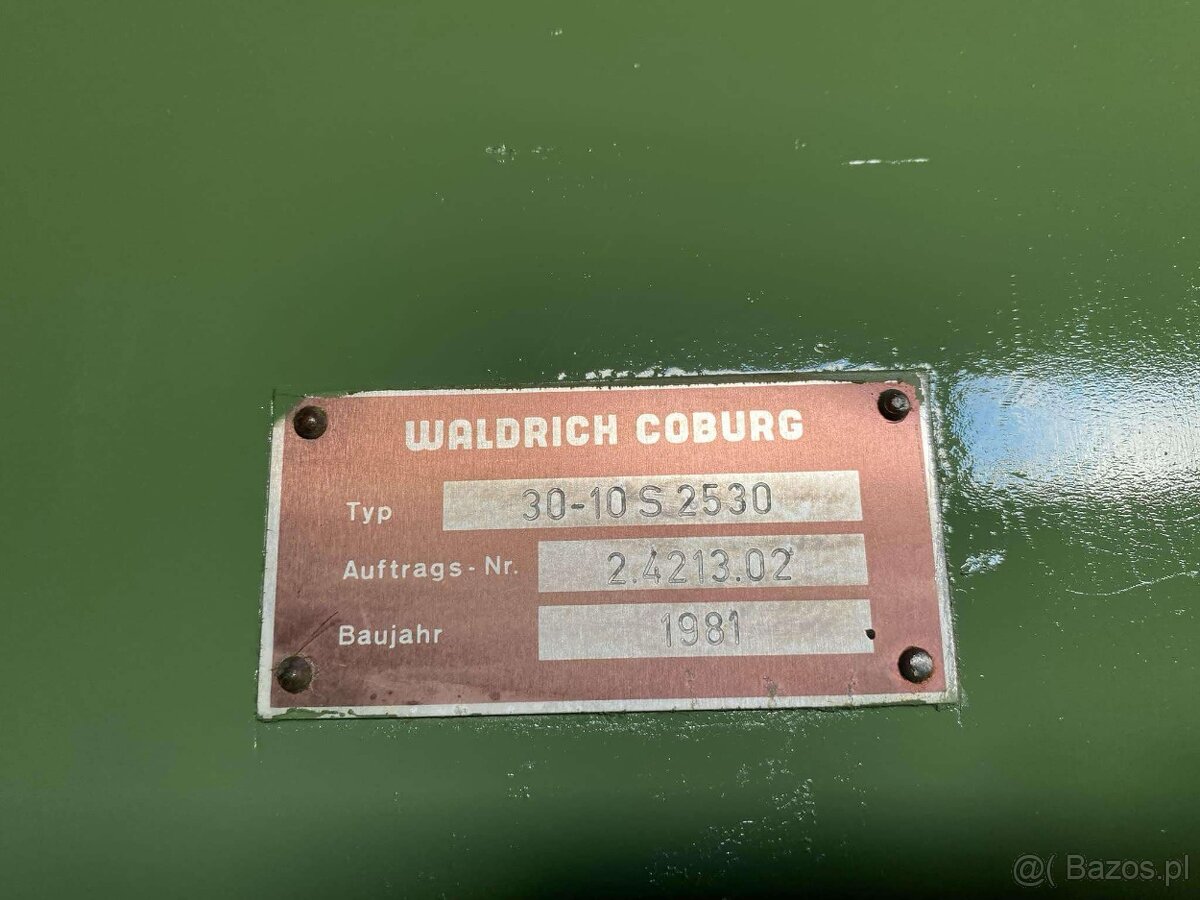 WALDRICH COBURG
Typ 30-10 S 2530
Auftrags-Nr. 2.4213.02
Baujahr 1981
@( Bazos.pl